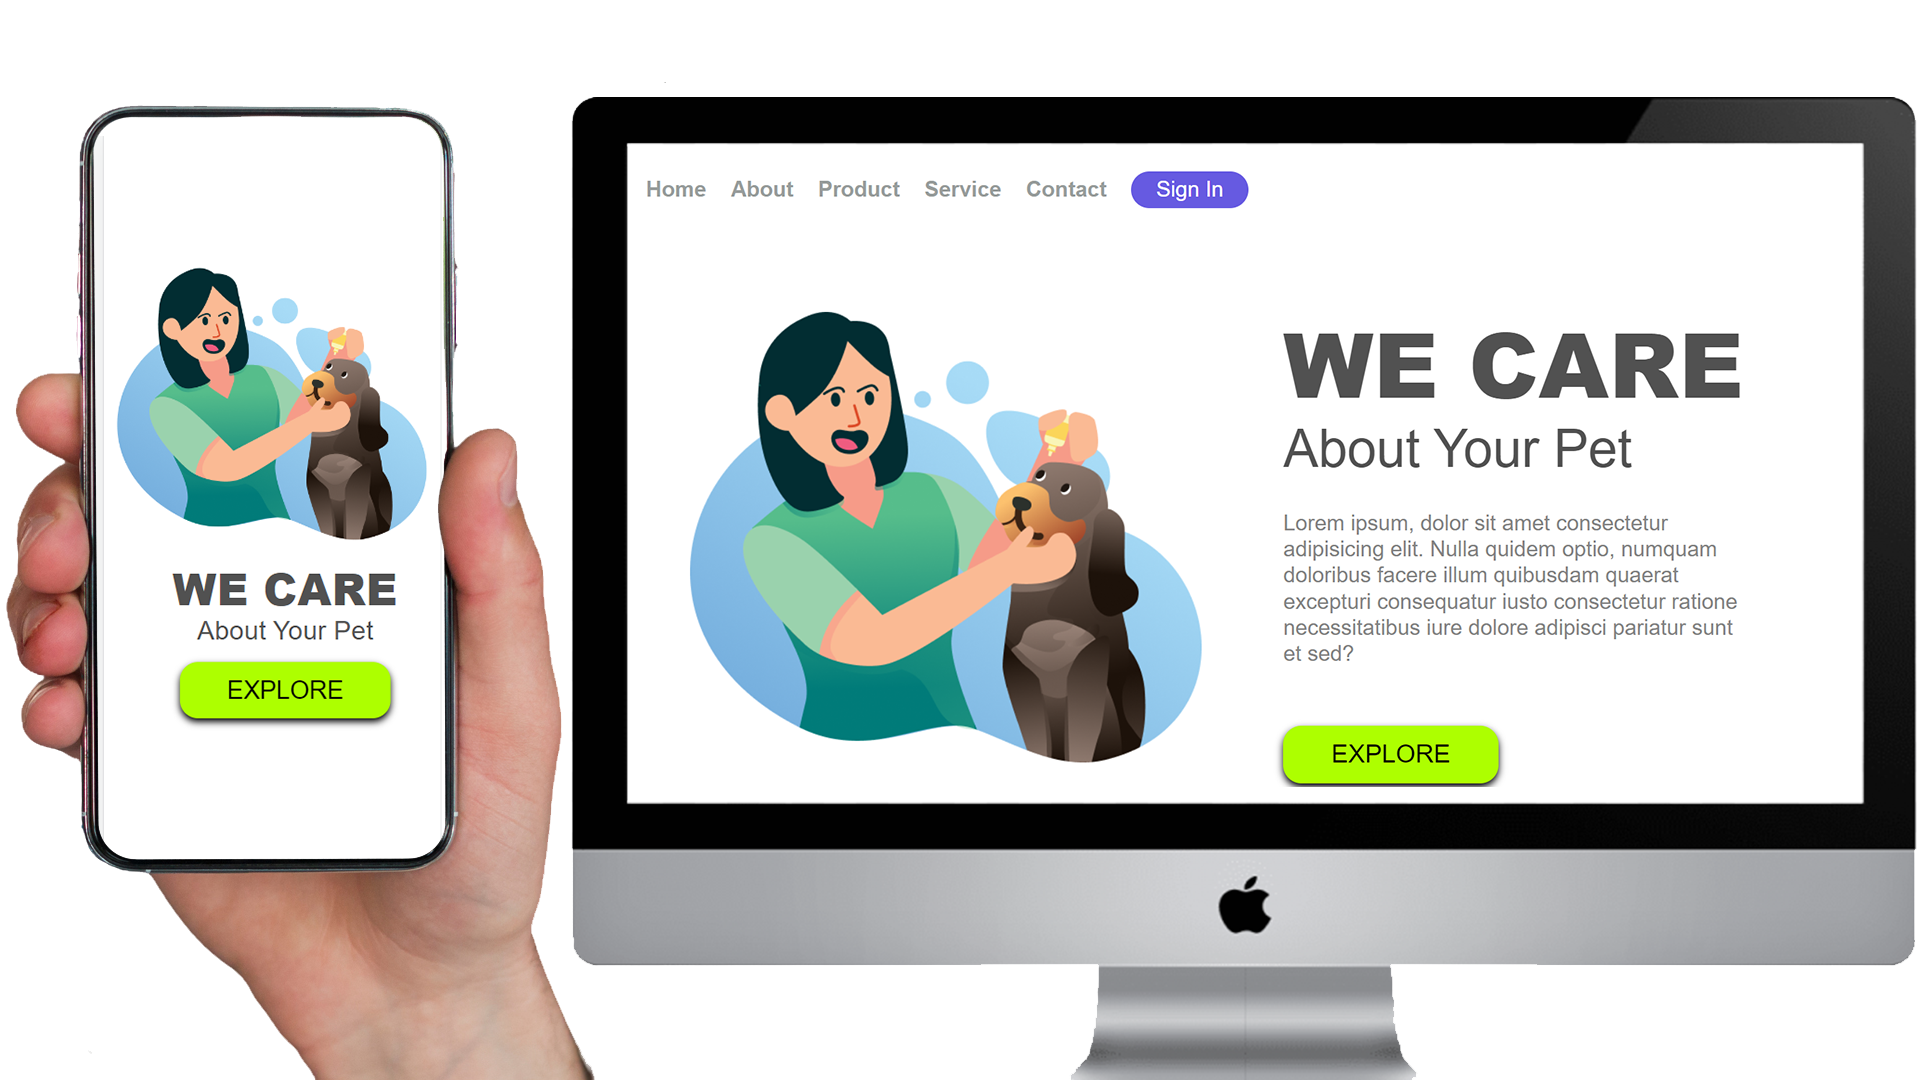 WE CARE
About Your Pet
EXPLORE
Home About Product Service Contact Sign In
WE CARE
About Your Pet
Lorem ipsum, dolor sit amet consectetur
adipisicing elit. Nulla quidem optio, numquam
doloribus facere illum quibusdam quaerat
excepturi consequatur iusto consectetur ratione
necessitatibus iure dolore adipisci pariatur sunt
et sed?
EXPLORE